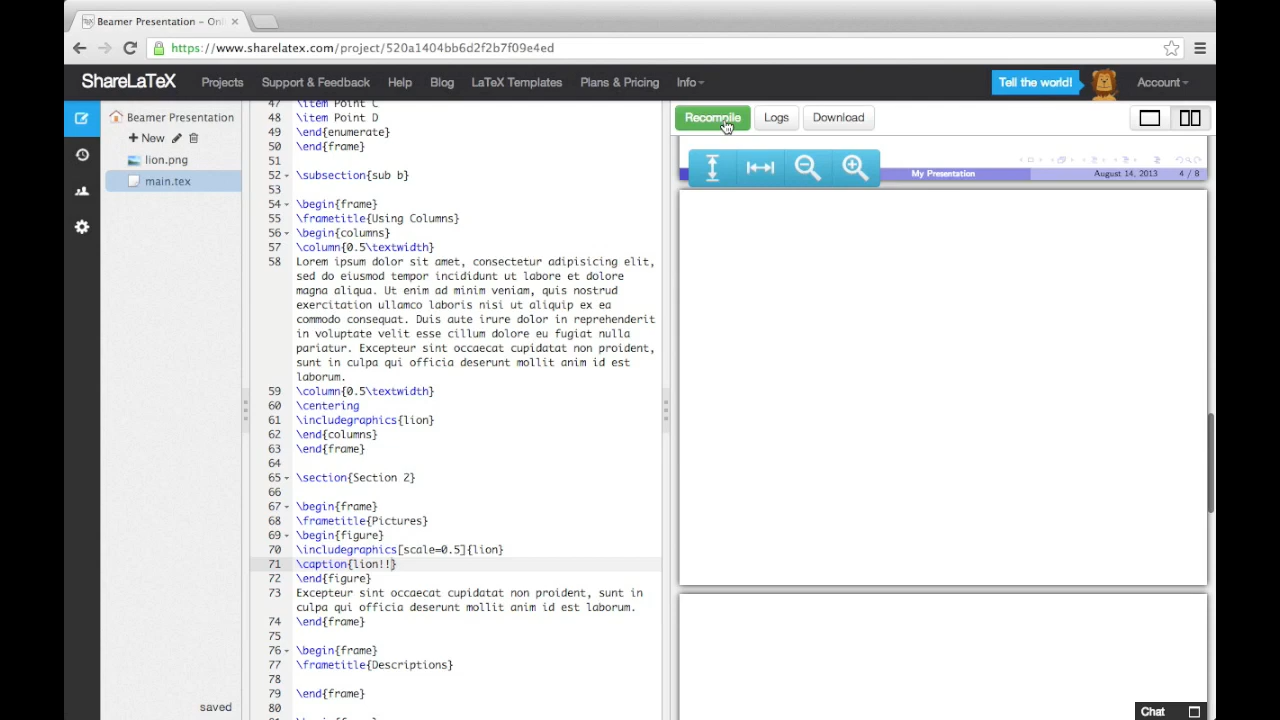 Beamer Presentation – Onl
https://www.sharelatex.com/project/520a1404bb6d2f2b7f09e4ed
ShareLaTeX Projects Support & Feedback Help Blog LaTeX Templates Plans & Pricing Info Tell the world! Account
Beamer Presentation
New
lion.png
main.tex
saved
47 \item Point C
48 \item Point D
49 \end{enumerate}
50 \end{frame}
51
52 \subsection{sub b}
53
54 \begin{frame}
55 \frametitle{Using Columns}
56 \begin{columns}
57 \column{0.5\textwidth}
58 Lorem ipsum dolor sit amet, consectetur adipisicing elit,
sed do eiusmod tempor incididunt ut labore et dolore
magna aliqua. Ut enim ad minim veniam, quis nostrud
exercitation ullamco laboris nisi ut aliquip ex ea
commodo consequat. Duis aute irure dolor in reprehenderit
in voluptate velit esse cillum dolore eu fugiat nulla
pariatur. Excepteur sint occaecat cupidatat non proident,
sunt in culpa qui officia deserunt mollit anim id est
laborum.
59 \column{0.5\textwidth}
60 \centering
61 \includegraphics{lion}
62 \end{columns}
63 \end{frame}
64
65 \section{Section 2}
66
67 \begin{frame}
68 \frametitle{Pictures}
69 \begin{figure}
70 \includegraphics[scale=0.5]{lion}
71 \caption{lion!!}
72 \end{figure}
73 Excepteur sint occaecat cupidatat non proident, sunt in
culpa qui officia deserunt mollit anim id est laborum.
74 \end{frame}
75
76 \begin{frame}
77 \frametitle{Descriptions}
78
79 \end{frame}
80
Recompile Logs Download
My Presentation August 14, 2013 4 / 8
Chat